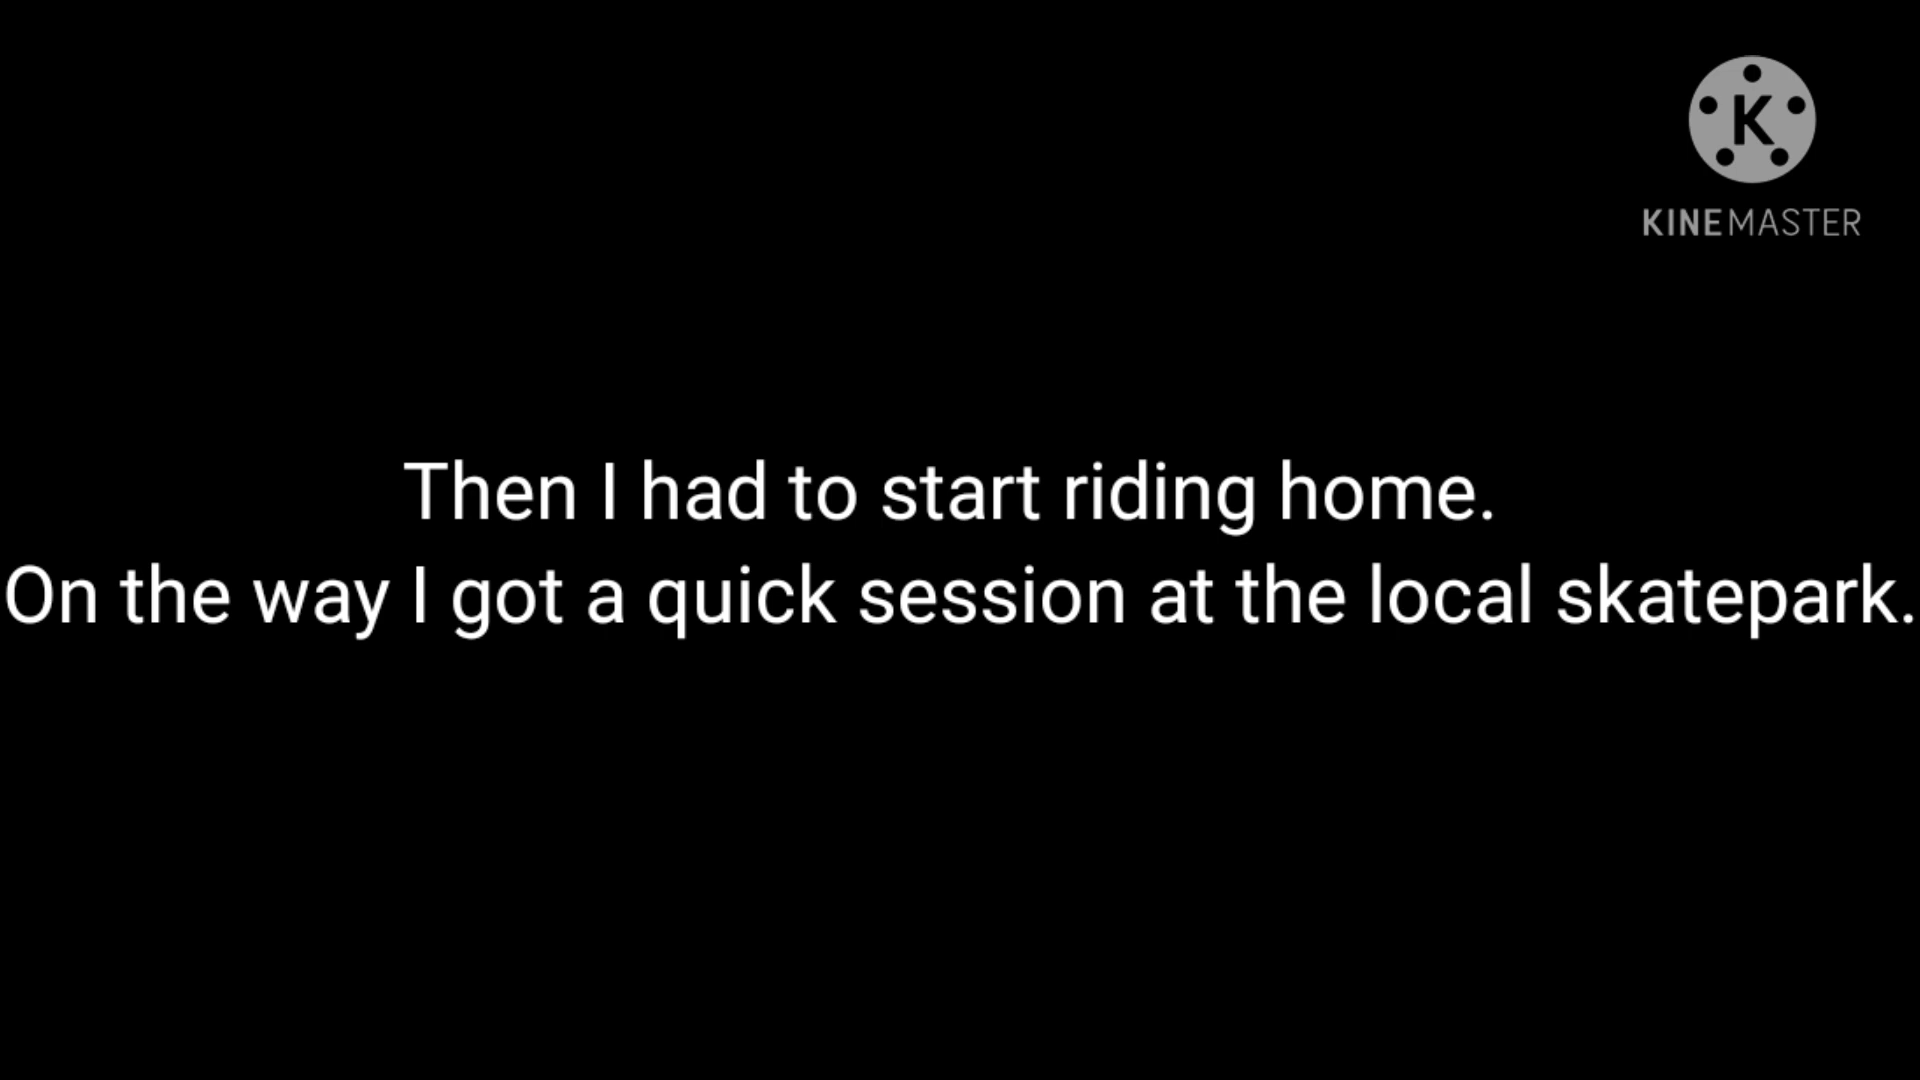 K
KINEMASTER
Then I had to start riding home.
On the way I got a quick session at the local skatepark.